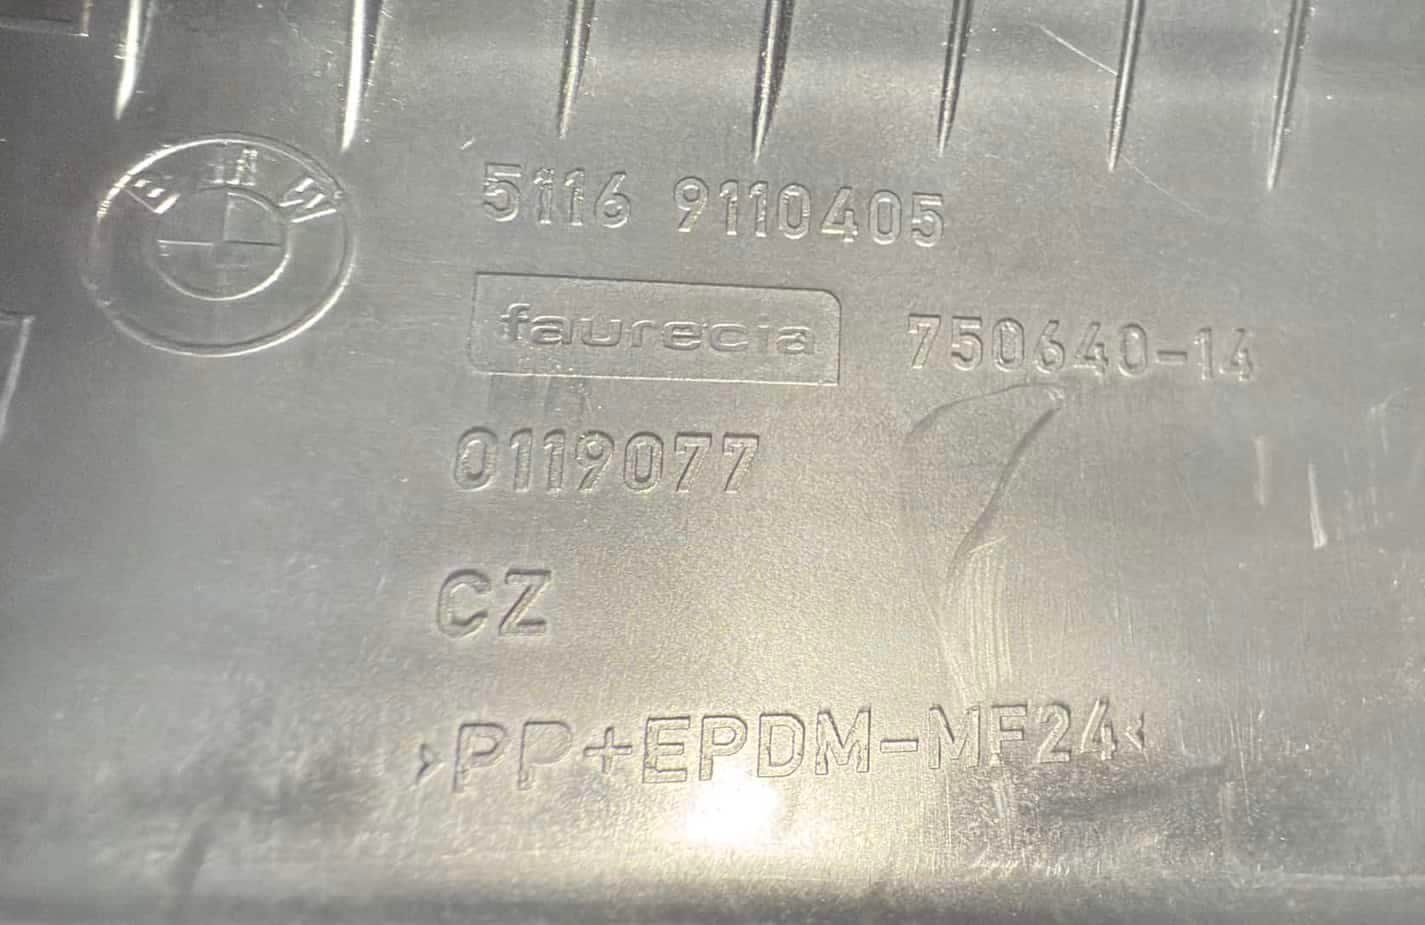 BMW
5116 9110405
faurecia 750640-14
0119077
CZ
>PP+EPDM-MF24<